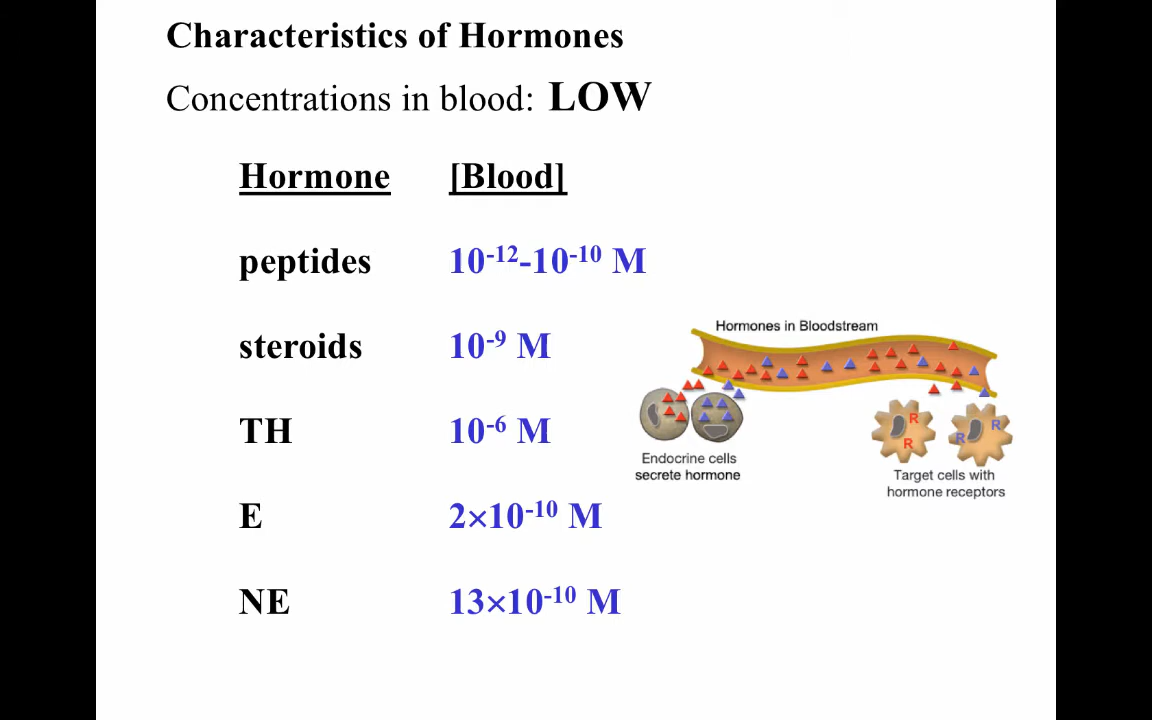 Characteristics of Hormones
Concentrations in blood: LOW
Hormone [Blood]
peptides 10⁻¹²-10⁻¹⁰ M
steroids 10⁻⁹ M
TH 10⁻⁶ M
E 2×10⁻¹⁰ M
NE 13×10⁻¹⁰ M
Hormones in Bloodstream
Endocrine cells
secrete hormone
R
R
R
R
Target cells with
hormone receptors